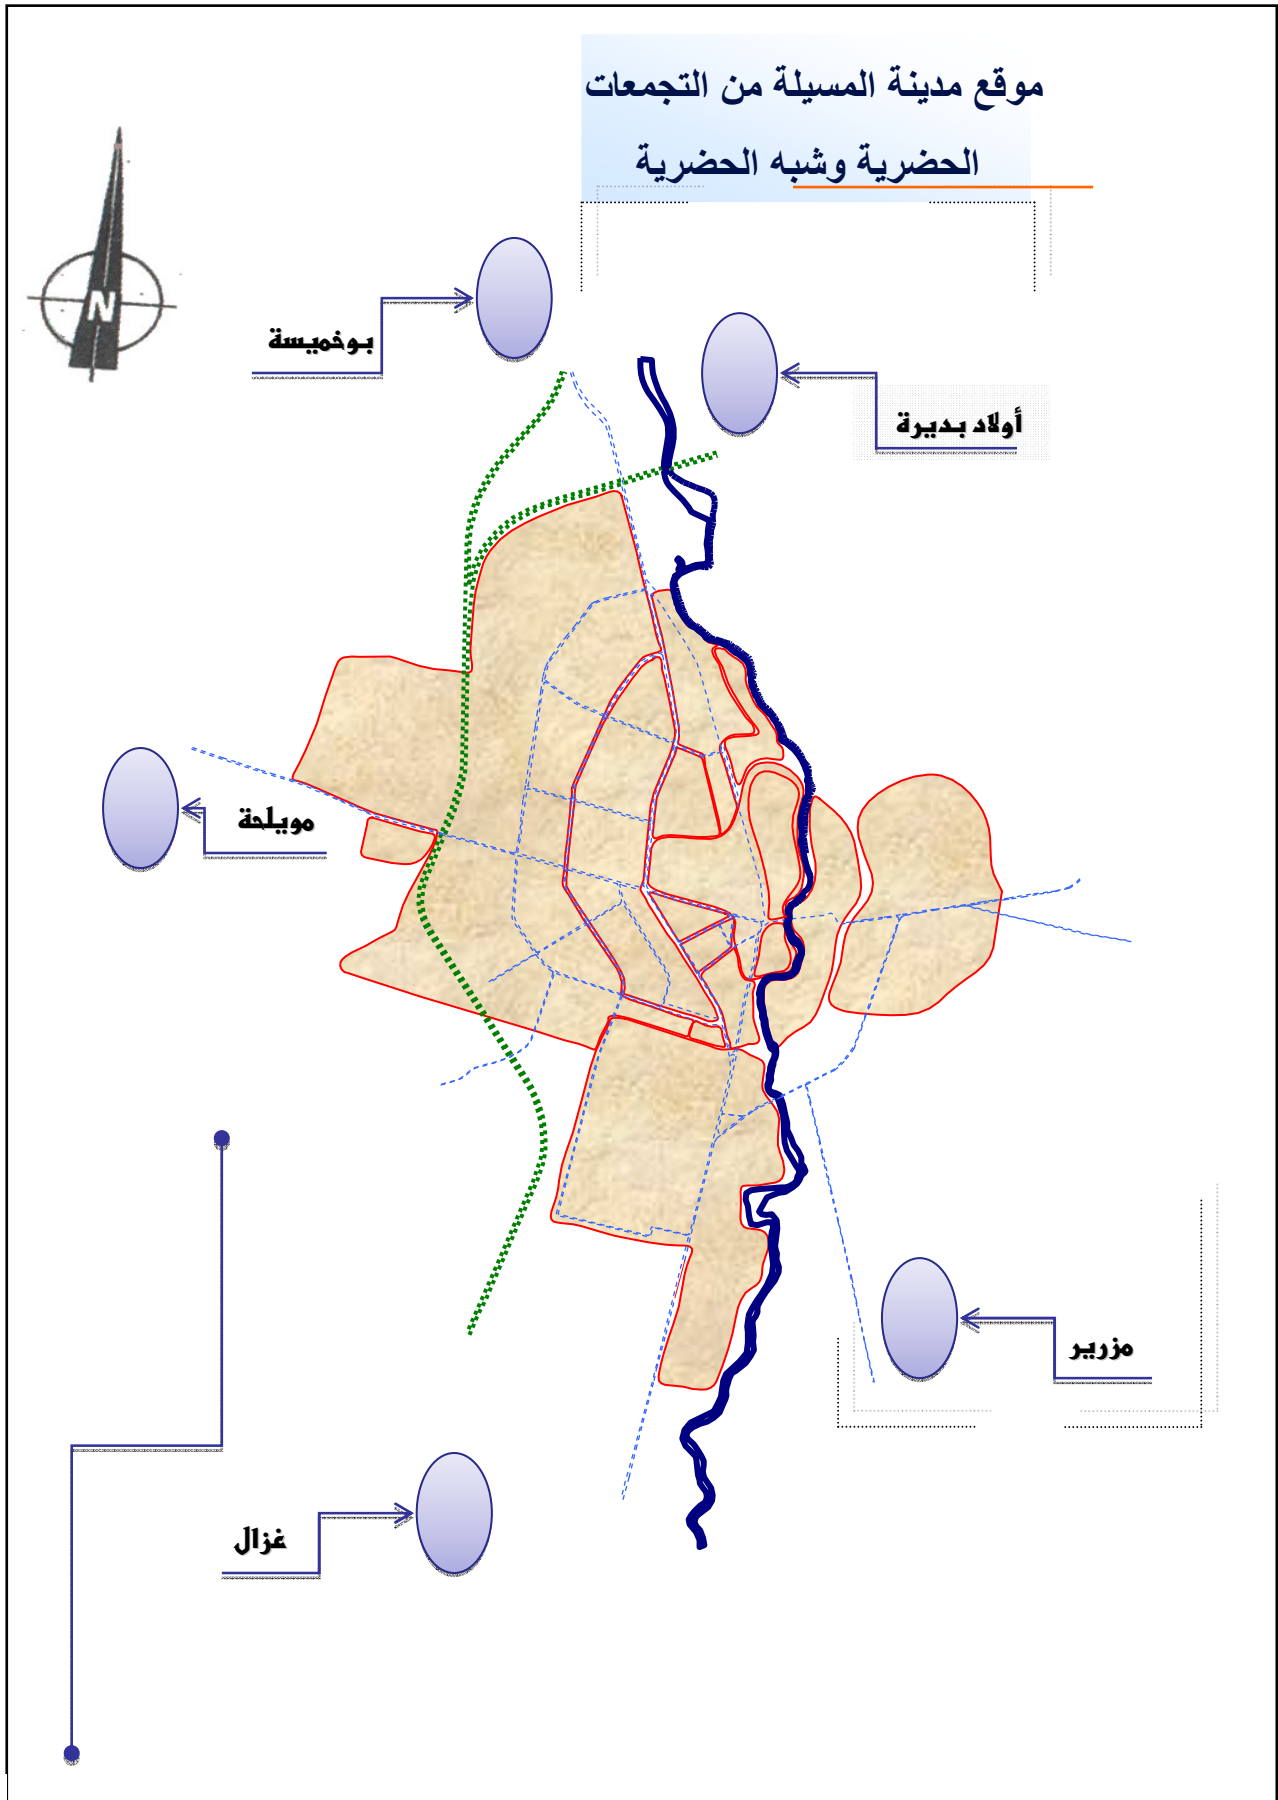 موقع مدينة المسيلة من التجمعات
الحضرية وشبه الحضرية
N
بوخميسة
أولاد بديرة
مويلحة
مزرير
غزال